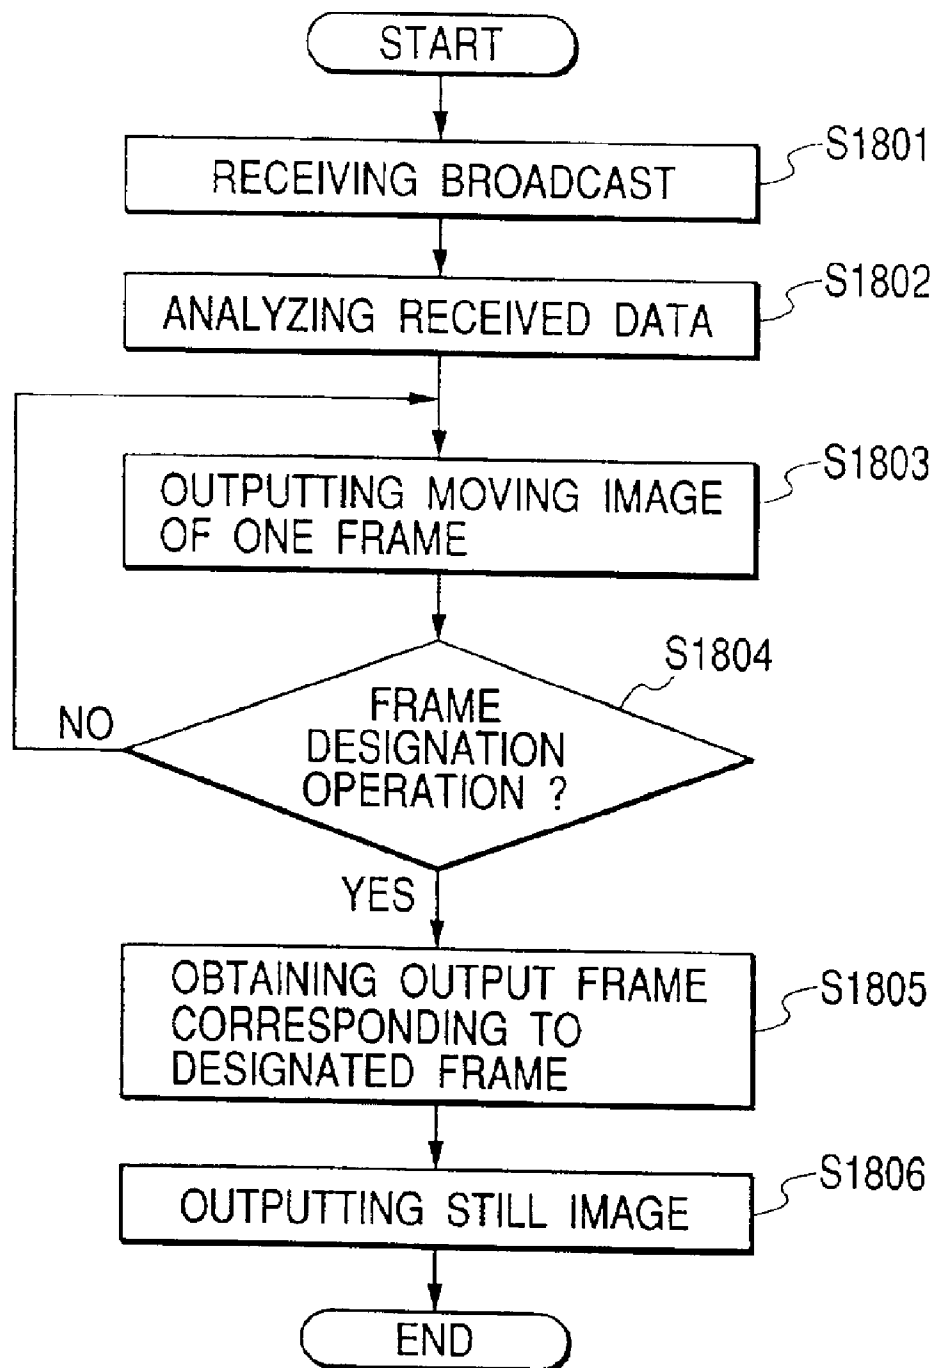 START
RECEIVING BROADCAST
S1801
ANALYZING RECEIVED DATA
S1802
OUTPUTTING MOVING IMAGE
OF ONE FRAME
S1803
FRAME
DESIGNATION
OPERATION ?
S1804
NO
YES
OBTAINING OUTPUT FRAME
CORRESPONDING TO
DESIGNATED FRAME
S1805
OUTPUTTING STILL IMAGE
S1806
END